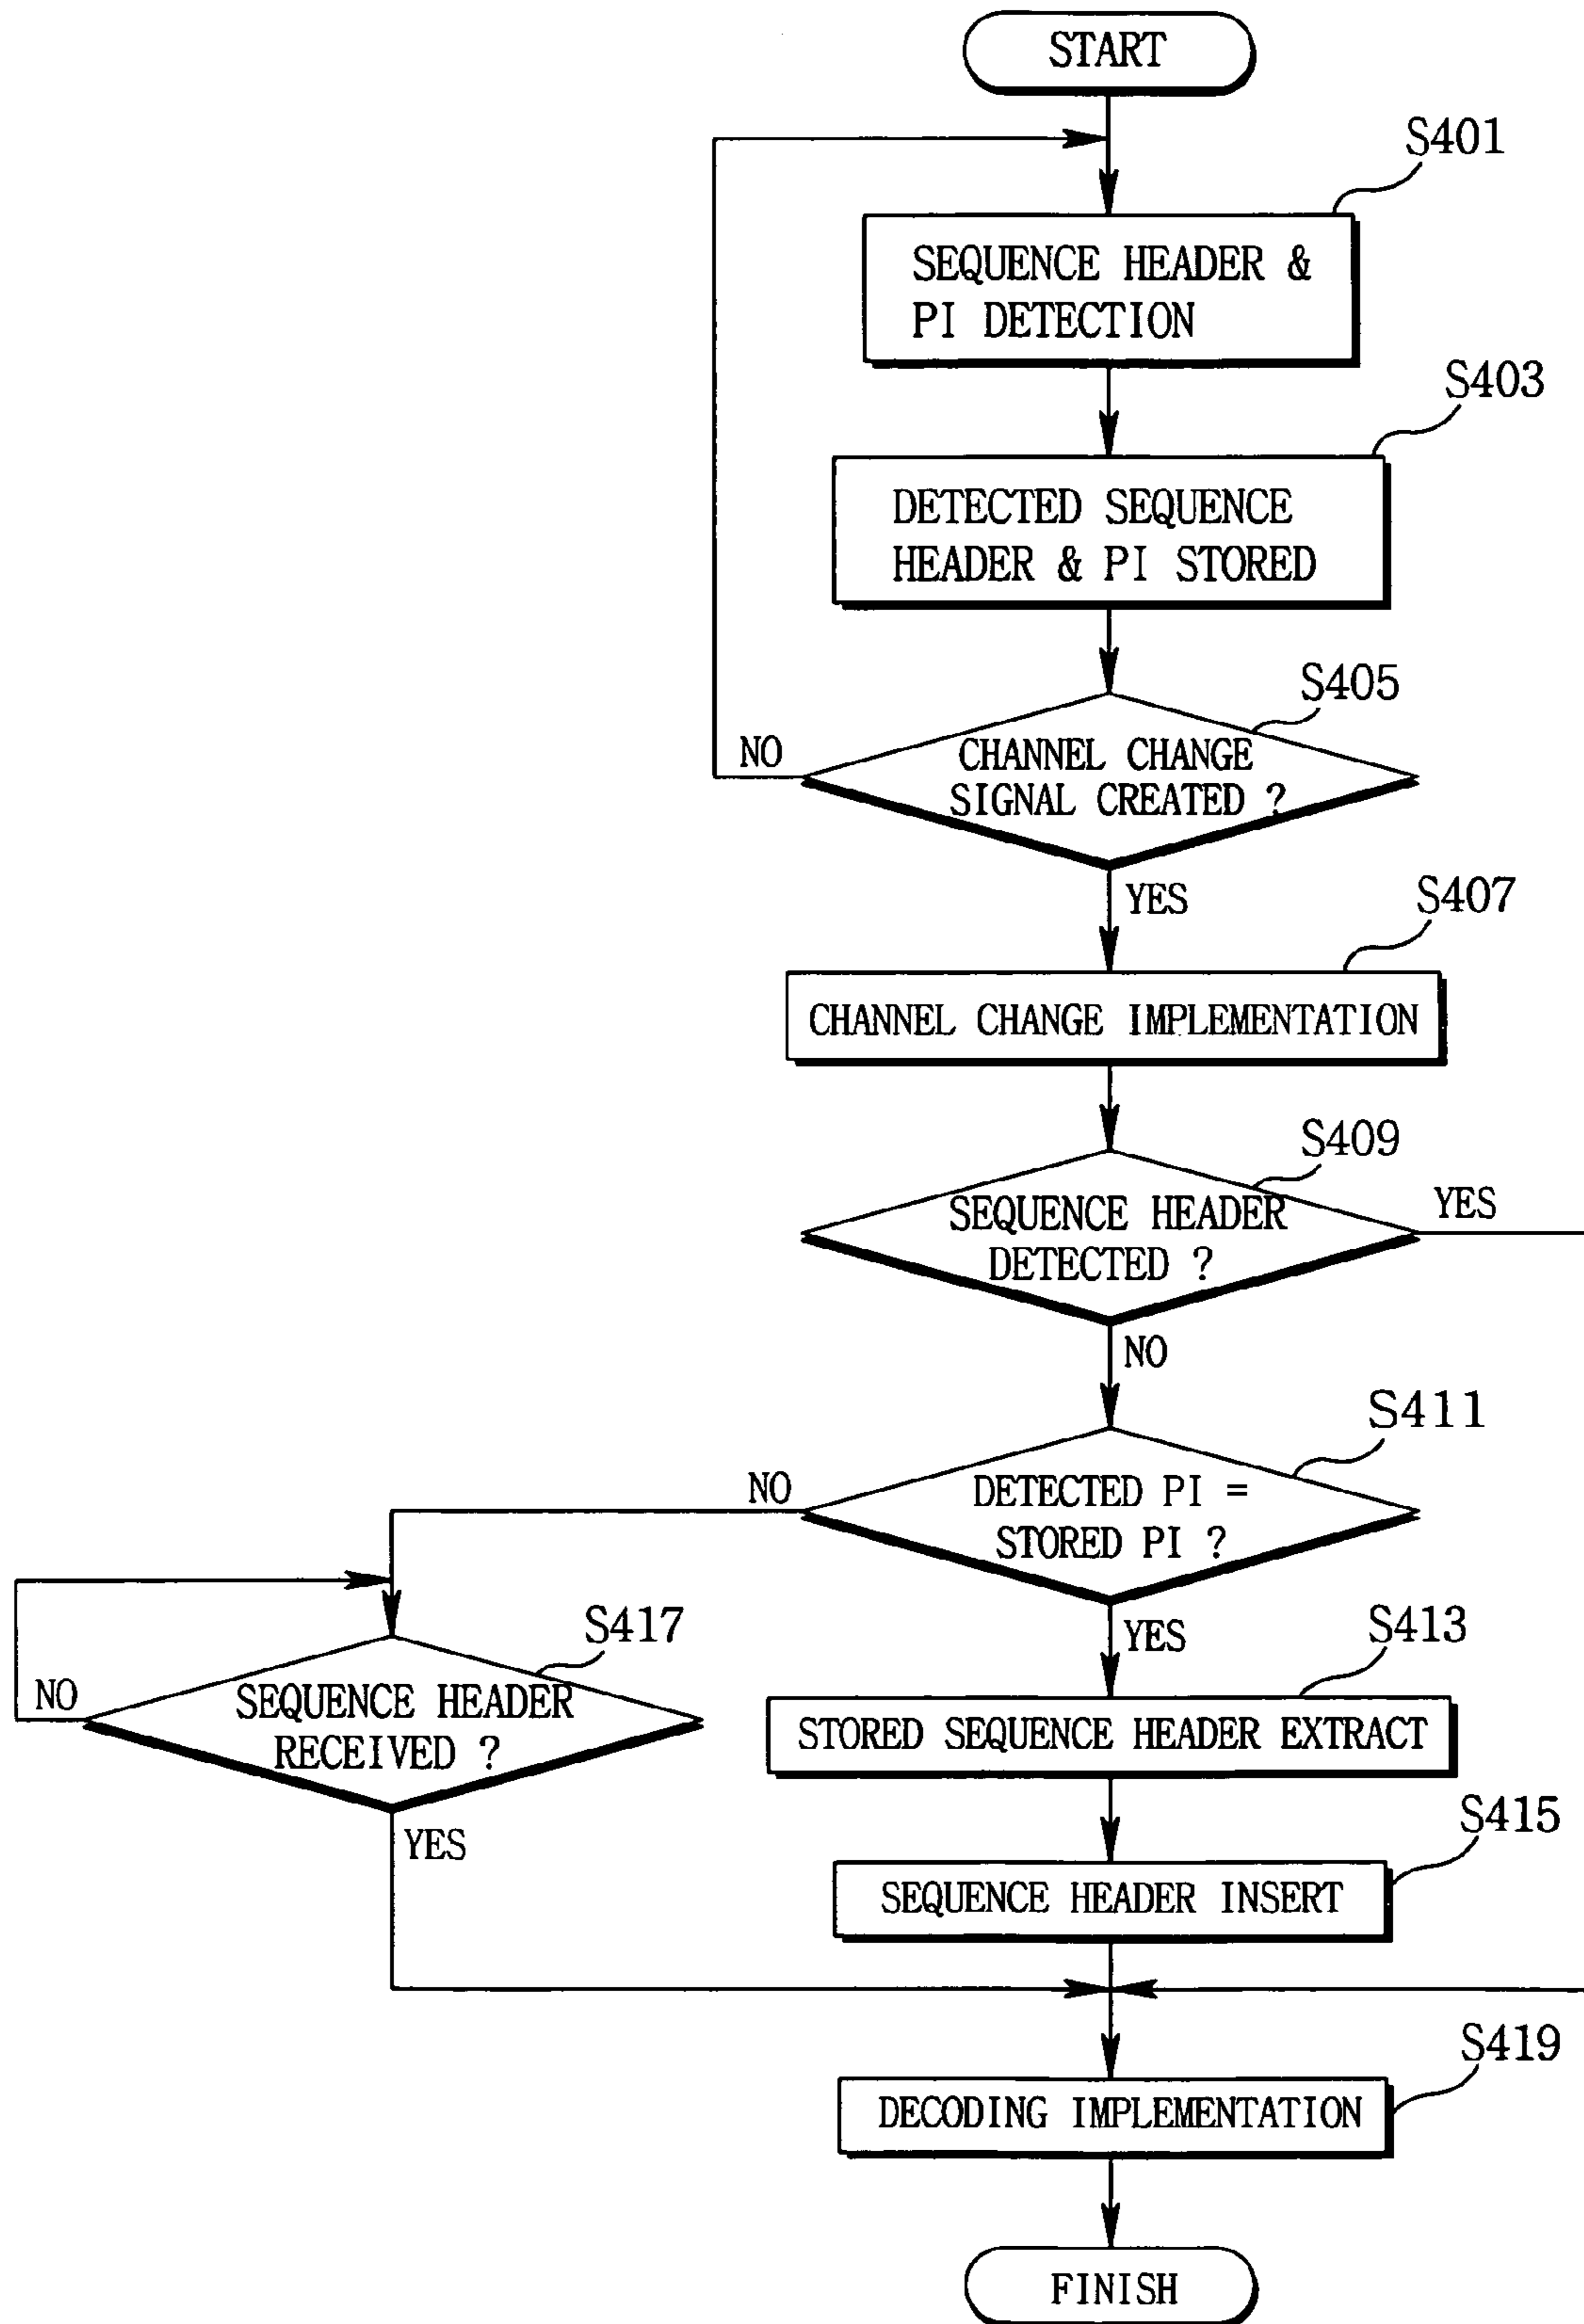 START
S401
SEQUENCE HEADER &
PI DETECTION
S403
DETECTED SEQUENCE
HEADER & PI STORED
S405
NO
CHANNEL CHANGE
SIGNAL CREATED ?
YES
S407
CHANNEL CHANGE IMPLEMENTATION
S409
YES
SEQUENCE HEADER
DETECTED ?
NO
S411
NO
DETECTED PI =
STORED PI ?
S417
YES
S413
NO
SEQUENCE HEADER
RECEIVED ?
STORED SEQUENCE HEADER EXTRACT
YES
S415
SEQUENCE HEADER INSERT
S419
DECODING IMPLEMENTATION
FINISH